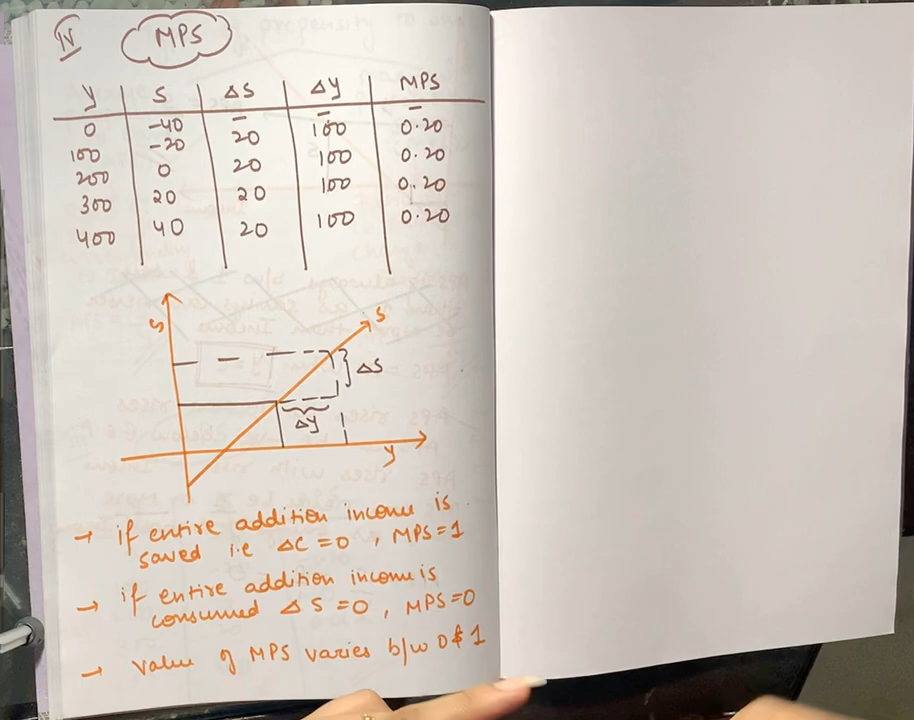 IV MPS
Y S ΔS ΔY MPS
0 -40 - - -
100 -20 20 100 0.20
200 0 20 100 0.20
300 20 20 100 0.20
400 40 20 100 0.20
S
S
ΔS
ΔY
Y
→ if entire addition income is
saved i.e ΔC = 0 , MPS = 1
→ if entire addition income is
consumed ΔS = 0 , MPS = 0
→ value of MPS varies b/w 0 & 1